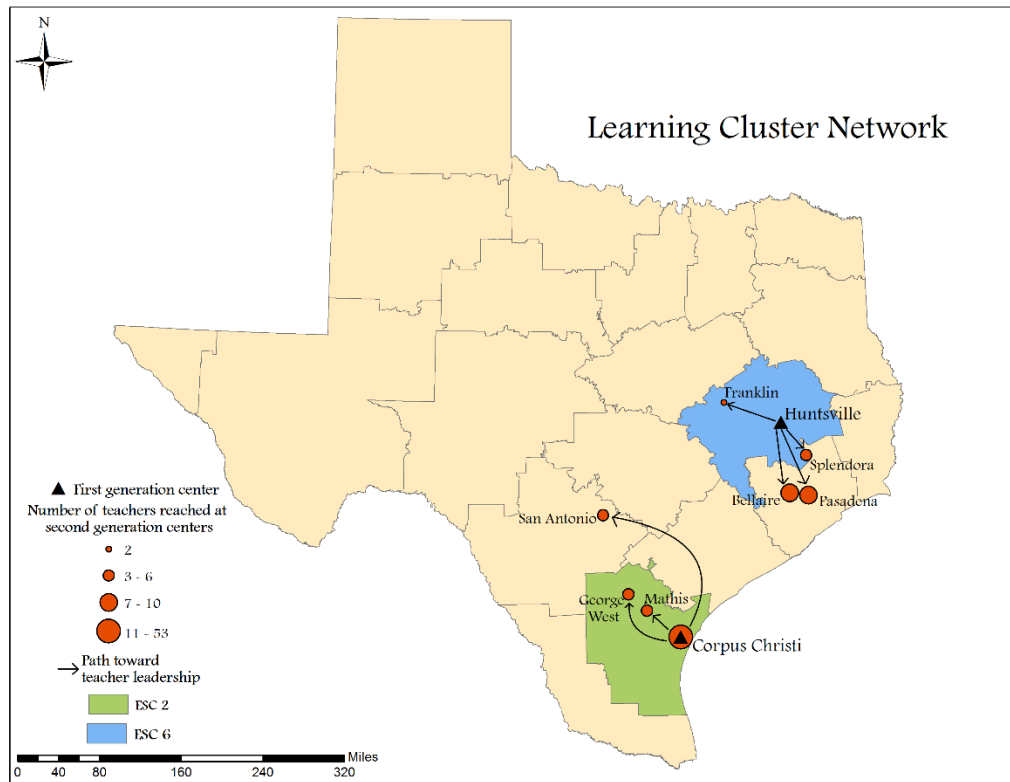 N
Learning Cluster Network
Tranklin
Huntsville
Splendora
Bellaire
Pasadona
San Antonio
George
West
Mathis
Corpus Christi
First generation center
Number of teachers reached at
second generation centers
2
3 - 6
7 - 10
11 - 53
Path toward
teacher leadership
ESC 2
ESC 6
Miles
0 40 80 160 240 320